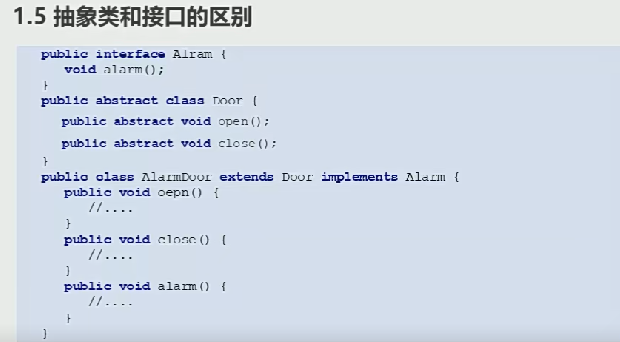 1.5 抽象类和接口的区别
public interface Alram {
void alarm();
}
public abstract class Door {
public abstract void open();
public abstract void close();
}
public class AlarmDoor extends Door implements Alarm {
public void oepn() {
//....
}
public void close() {
//....
}
public void alarm() {
//....
}
}